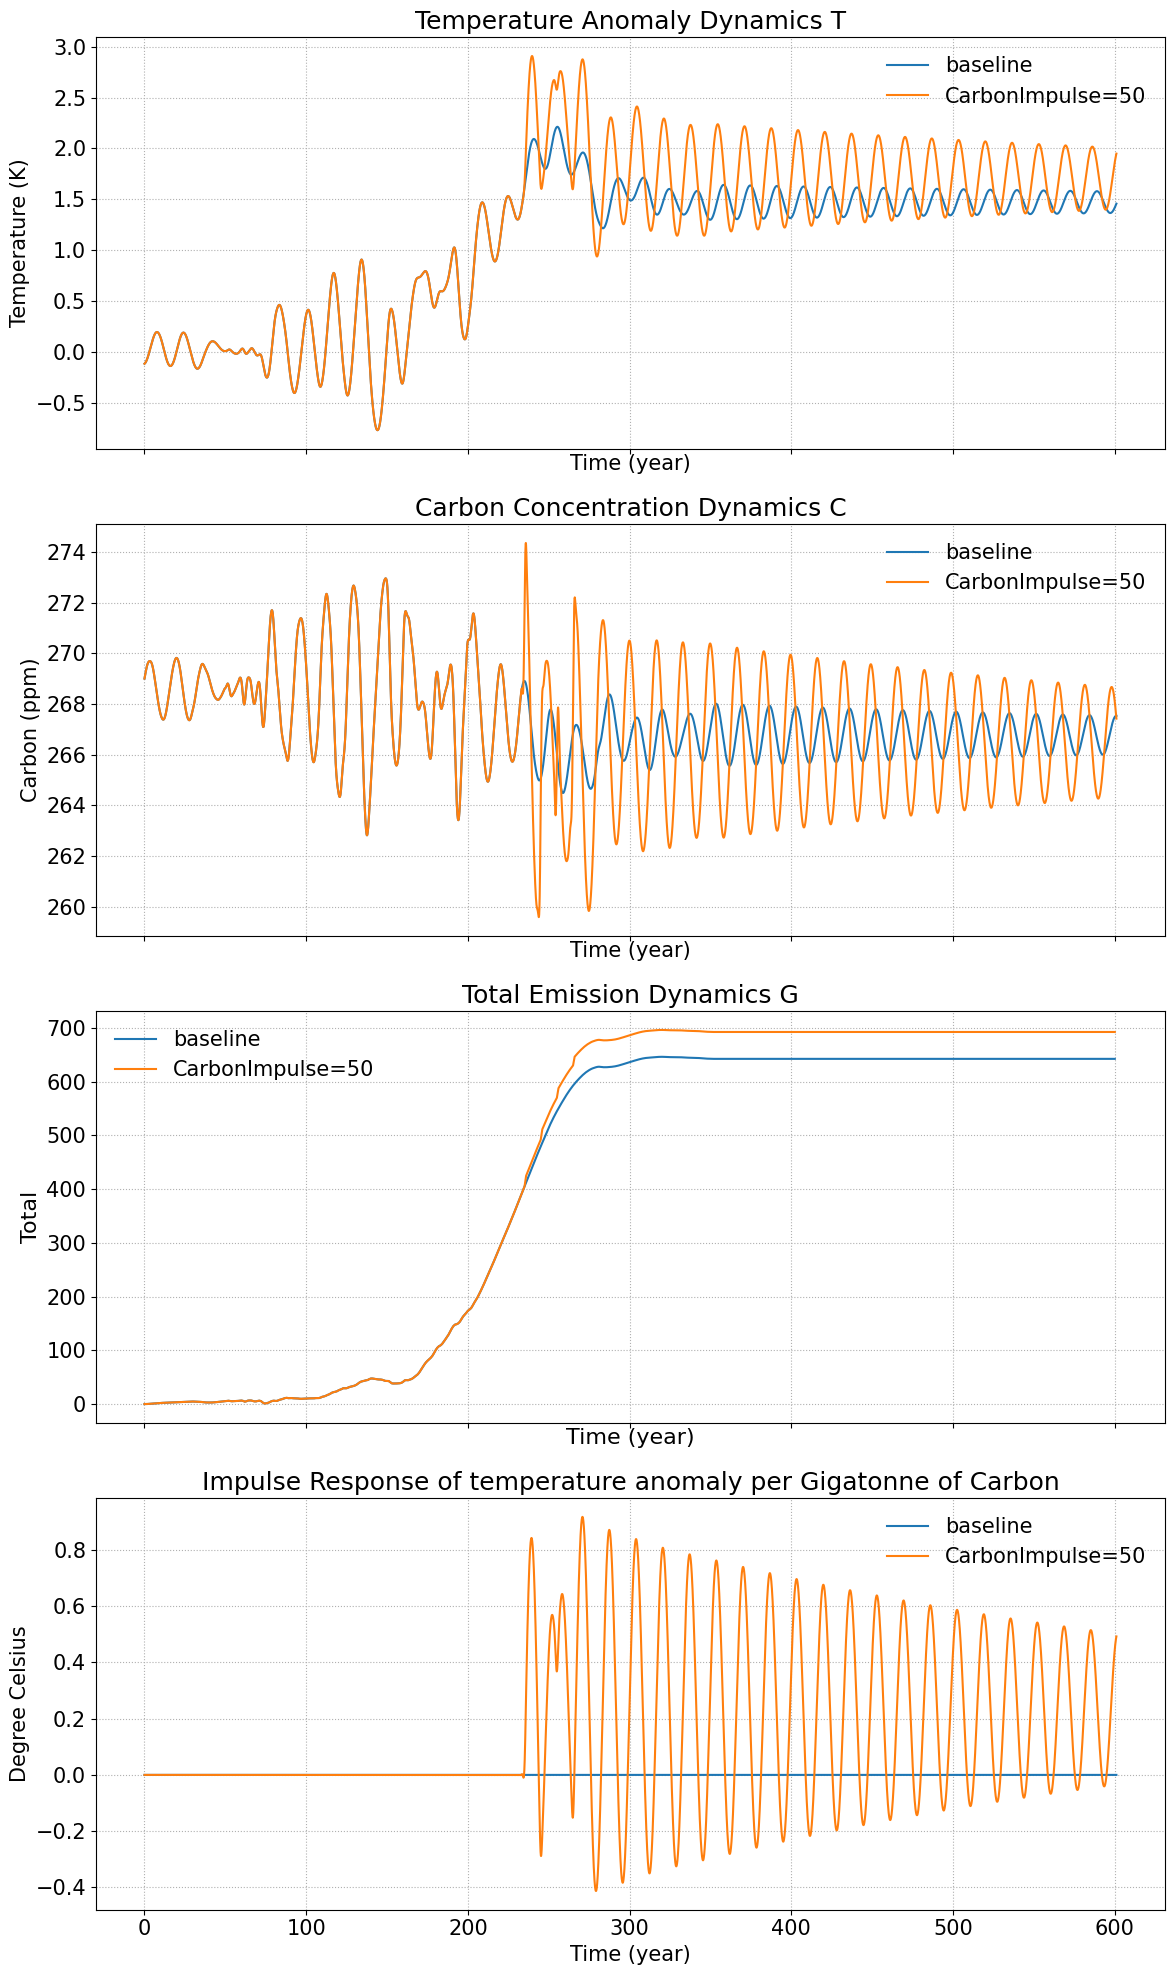 Temperature Anomaly Dynamics T
3.0
2.5
2.0
1.5
1.0
0.5
0.0
−0.5
Temperature (K)
baseline
CarbonImpulse=50
Time (year)
Carbon Concentration Dynamics C
274
272
270
268
266
264
262
260
Carbon (ppm)
baseline
CarbonImpulse=50
Time (year)
Total Emission Dynamics G
700
600
500
400
300
200
100
0
Total
baseline
CarbonImpulse=50
Time (year)
Impulse Response of temperature anomaly per Gigatonne of Carbon
0.8
0.6
0.4
0.2
0.0
−0.2
−0.4
Degree Celsius
baseline
CarbonImpulse=50
0 100 200 300 400 500 600
Time (year)